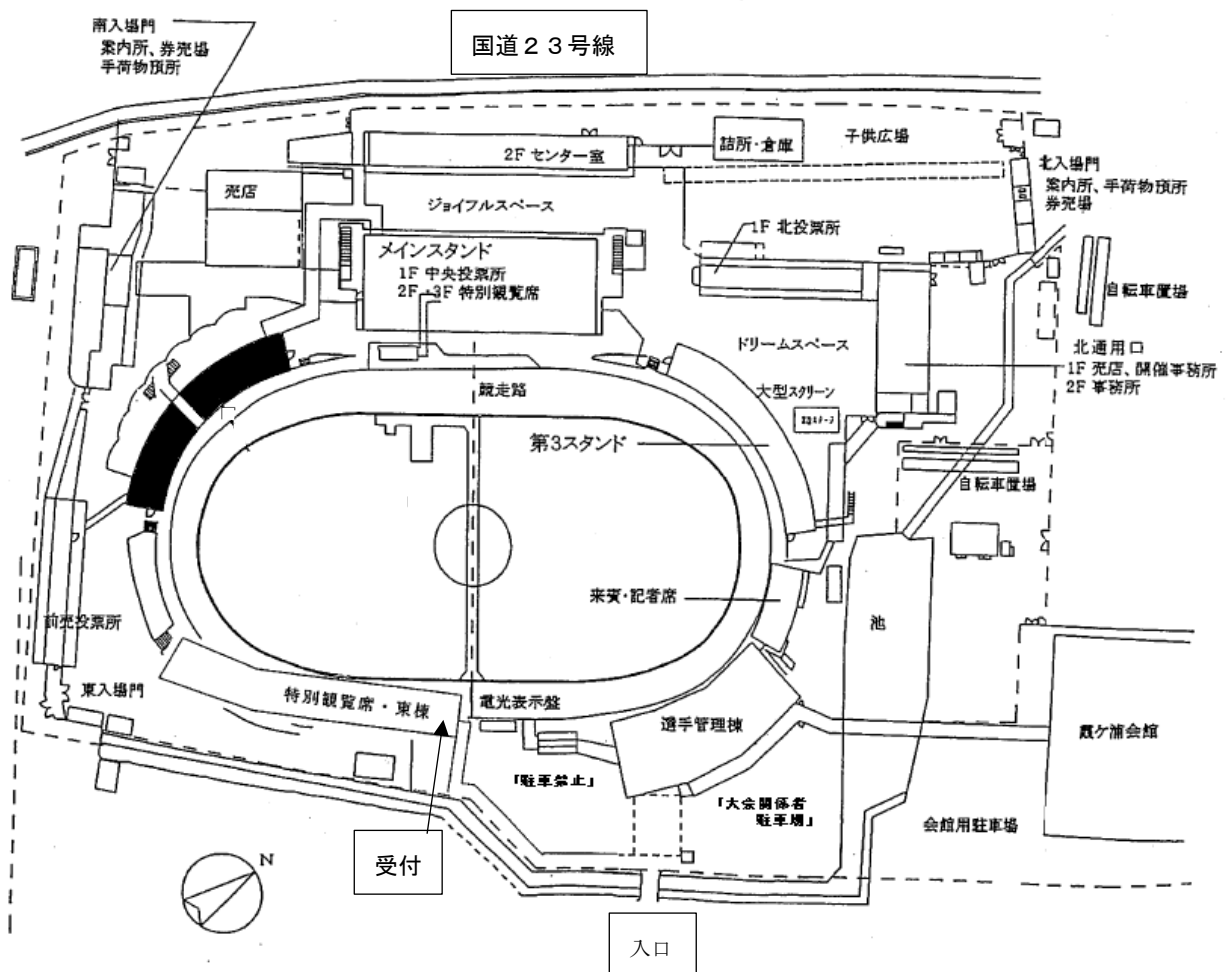 南入場門
案内所、券売場
手荷物預所
国道２３号線
2F センター室
詰所・倉庫
子供広場
北入場門
案内所、手荷物預所
券売場
売店
ジョイフルスペース
1F 北投票所
メインスタンド
1F 中央投票所
2F・3F 特別観覧席
自転車置場
ドリームスペース
北通用口
1F 売店、開催事務所
2F 事務所
競走路
大型スクリーン
第3スタンド
自転車置場
来賓・記者席
池
前売投票所
東入場門
特別観覧席・東棟
電光表示盤
選手管理棟
霞ケ浦会館
「駐車禁止」
「大会関係者
駐車場」
会館用駐車場
受付
N
入口